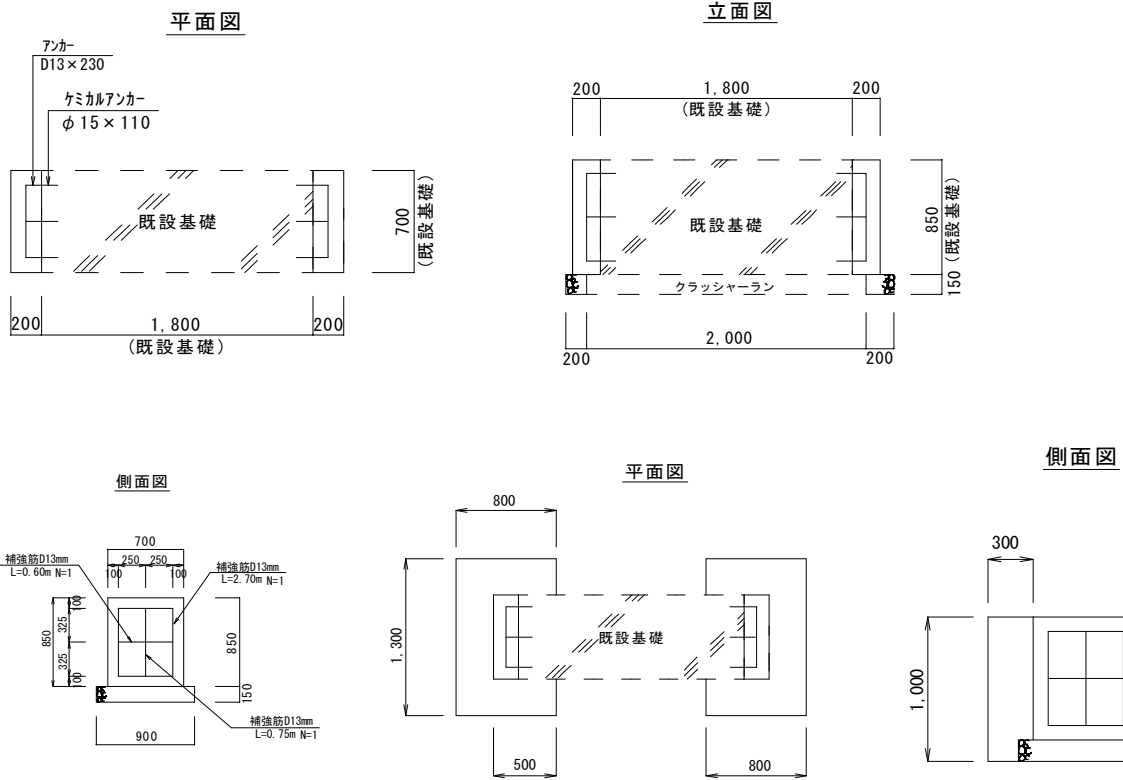 平面図
アンカー
D13×230
ケミカルアンカー
φ15×110
既設基礎
700
(既設基礎)
200
1,800
200
(既設基礎)
立面図
200
1,800
200
(既設基礎)
既設基礎
850
(既設基礎)
150
クラッシャーラン
2,000
200
200
側面図
700
250
250
100
100
補強筋D13mm
L=0.60m N=1
補強筋D13mm
L=2.70m N=1
850
100
325
325
100
850
150
補強筋D13mm
L=0.75m N=1
900
平面図
800
1,300
既設基礎
500
800
側面図
300
1,000